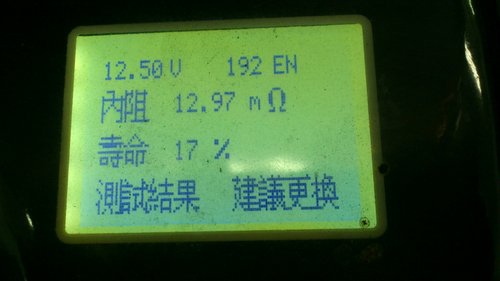 12.50V 192 EN
內阻 12.97 mΩ
壽命 17 %
測試結果 建議更換